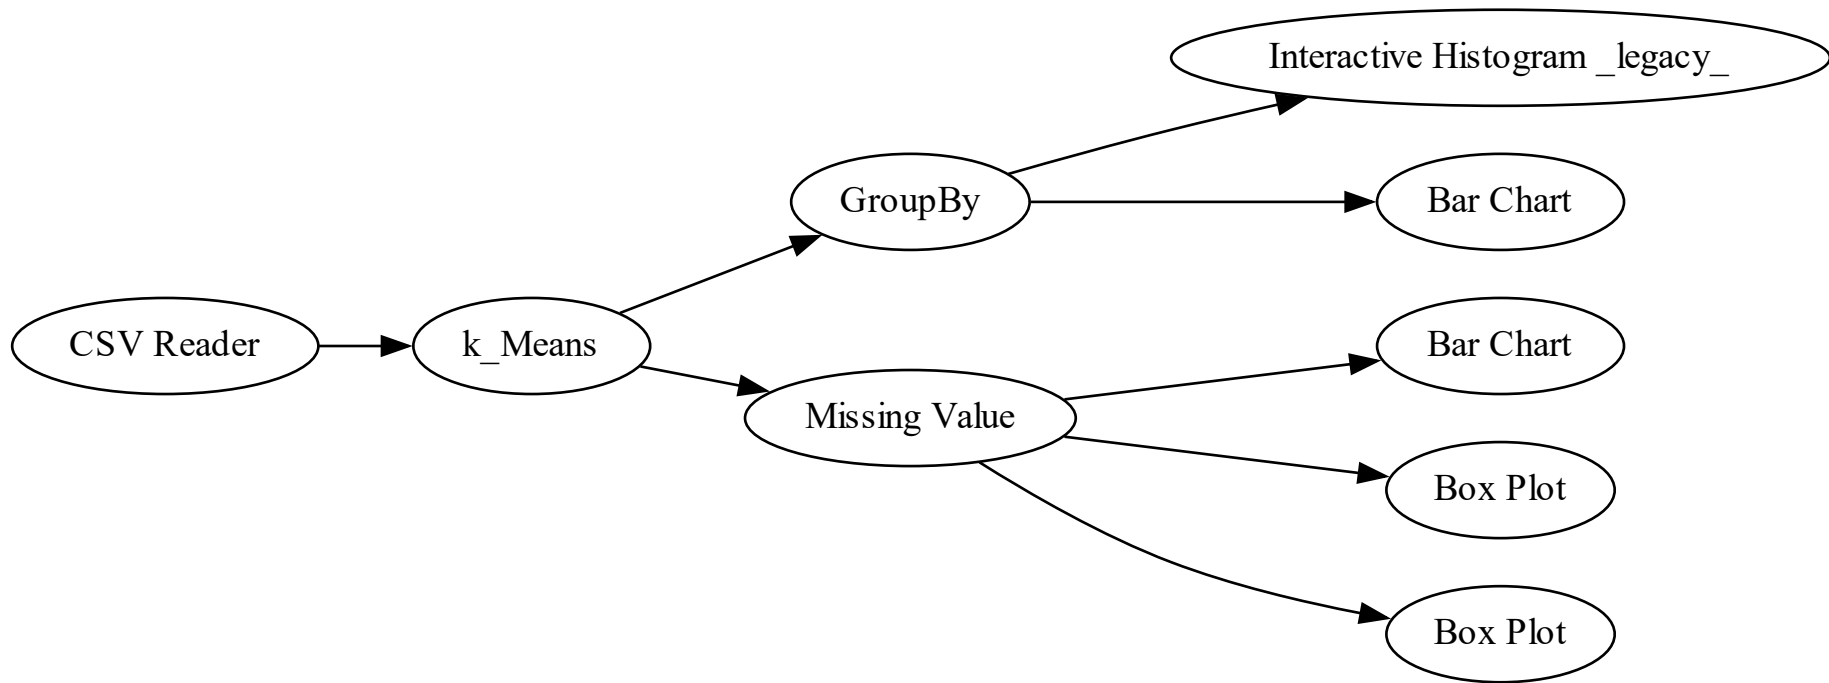 Interactive Histogram _legacy_
GroupBy
Bar Chart
CSV Reader
k_Means
Bar Chart
Missing Value
Box Plot
Box Plot